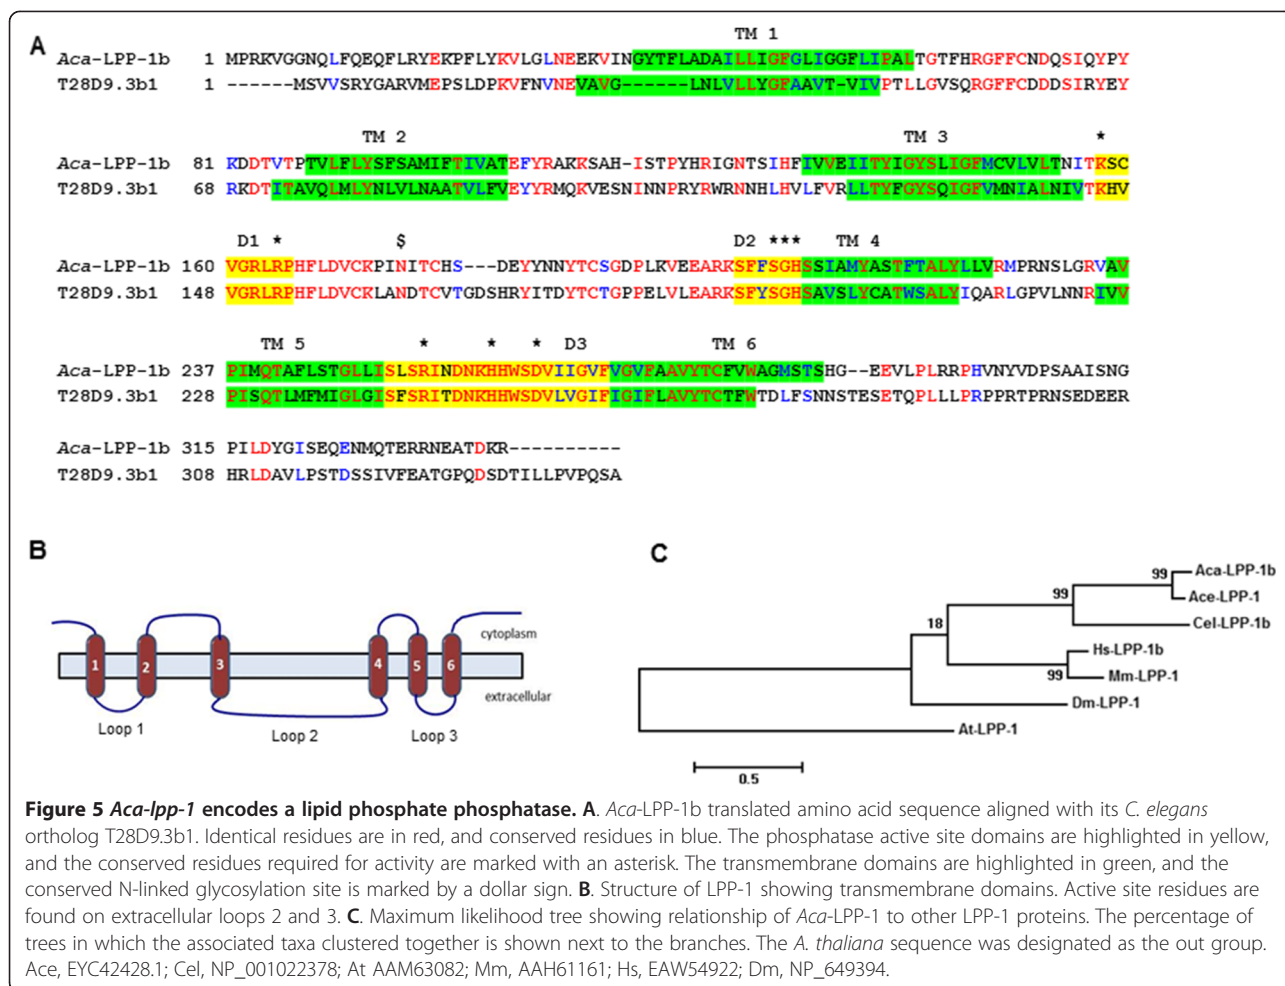 A
TM 1
Aca-LPP-1b 1 MPRKVGGNQLFQEQFLRYEKPFLYKVLGLNEEKVINGYTFLADAILLIGFGLIGGFLIPALTGTFHRGFFCNDQSIQYPY
T28D9.3b1 1 ------MSVVSRYGARVMEPSLDPKVFNVNEVAVG------LNLVLLYGFAAVT-VIVPTLLGVSQRGFFCDDDSIRYEY
TM 2 TM 3 *
Aca-LPP-1b 81 KDDTVTPTVLFLYSFSAMIFTIVATEFYRAKKSAH-ISTPYHRIGNTSIHFIVVEIITYIGYSLIGFMCVLVLTNITKSC
T28D9.3b1 68 RKDTITAVQLMLYNLVLNAATVLFVEYYRMQKVESNINNPRYRWRNNHLHVLFVRLLTYFGYSQIGFVMNIALNIVTKHV
D1 * $ D2 *** TM 4
Aca-LPP-1b 160 VGRLRPHFLDVCKPINITCHS---DEYYNNYTCSGDPLKVEEARKSFFSGHSSIAMYASTFTALYLLVRMPRNSLGRVAV
T28D9.3b1 148 VGRLRPHFLDVCKLANDTCVTGDSHRYITDYTCTGPPELVLEARKSFYSGHSAVSLYCATWSALYIQARLGPVLNNRIVV
TM 5 * * * D3 TM 6
Aca-LPP-1b 237 PIMQTAFLSTGLLISLSRINDNKHHWSDVIIGVFVGVFAAVYTCFVWAGMSTSHG--EEVLPLRRPHVNYVDPSAAISNG
T28D9.3b1 228 PISQTLMFMIGLGISFSRITDNKHHWSDVLVGIFIGIFLAVYTCTFWTDLFSNNSTESETQPLLLPRPPRTPRNSEDEER
Aca-LPP-1b 315 PILDYGISEQENMQTERRNEATDKR----------
T28D9.3b1 308 HRLDAVLPSTDSSIVFEATGPQDSDTILLPVPQSA
B
1 2 3 4 5 6
cytoplasm
extracellular
Loop 1 Loop 2 Loop 3
C
99 Aca-LPP-1b
99 Ace-LPP-1
Cel-LPP-1b
18
Hs-LPP-1b
99 Mm-LPP-1
Dm-LPP-1
At-LPP-1
0.5
Figure 5 Aca-lpp-1 encodes a lipid phosphate phosphatase. A. Aca-LPP-1b translated amino acid sequence aligned with its C. elegans
ortholog T28D9.3b1. Identical residues are in red, and conserved residues in blue. The phosphatase active site domains are highlighted in yellow,
and the conserved residues required for activity are marked with an asterisk. The transmembrane domains are highlighted in green, and the
conserved N-linked glycosylation site is marked by a dollar sign. B. Structure of LPP-1 showing transmembrane domains. Active site residues are
found on extracellular loops 2 and 3. C. Maximum likelihood tree showing relationship of Aca-LPP-1 to other LPP-1 proteins. The percentage of
trees in which the associated taxa clustered together is shown next to the branches. The A. thaliana sequence was designated as the out group.
Ace, EYC42428.1; Cel, NP_001022378; At AAM63082; Mm, AAH61161; Hs, EAW54922; Dm, NP_649394.